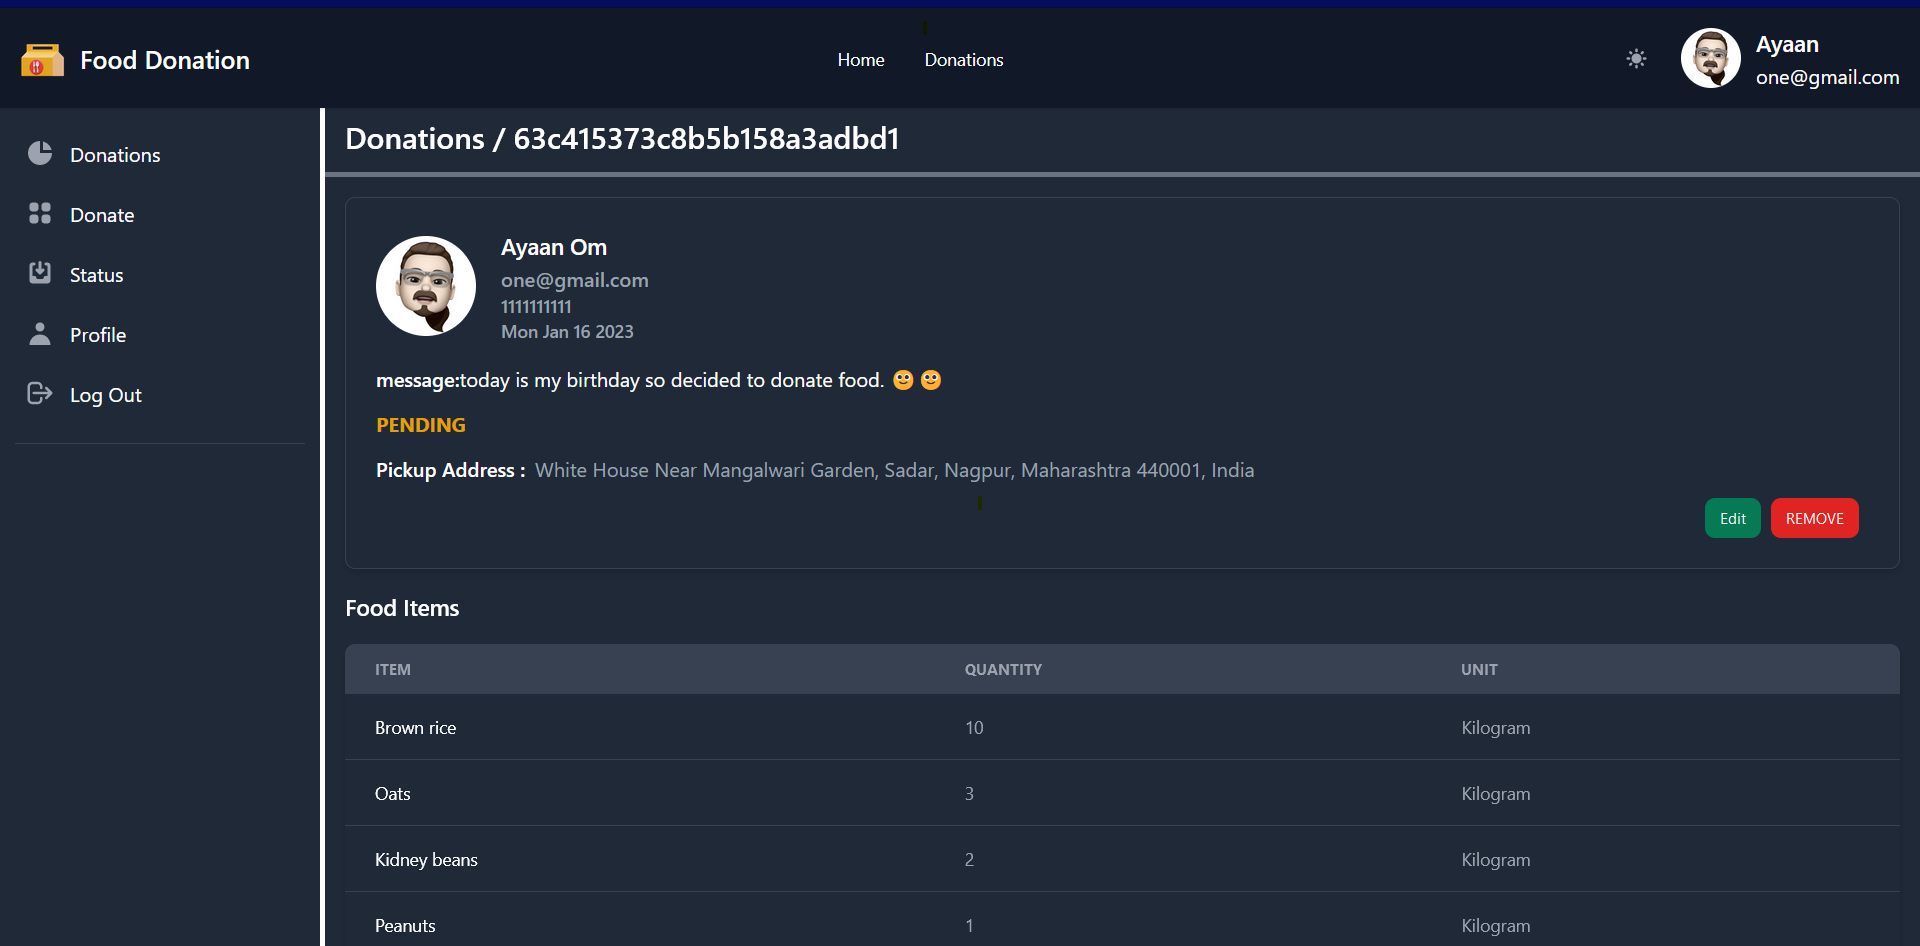 Food Donation
Home
Donations
Ayaan
one@gmail.com
Donations
Donate
Status
Profile
Log Out
Donations / 63c415373c8b5b158a3adbd1
Ayaan Om
one@gmail.com
1111111111
Mon Jan 16 2023
message:today is my birthday so decided to donate food. 🙂 🙂
PENDING
Pickup Address : White House Near Mangalwari Garden, Sadar, Nagpur, Maharashtra 440001, India
Edit
REMOVE
Food Items
ITEM QUANTITY UNIT
Brown rice 10 Kilogram
Oats 3 Kilogram
Kidney beans 2 Kilogram
Peanuts 1 Kilogram